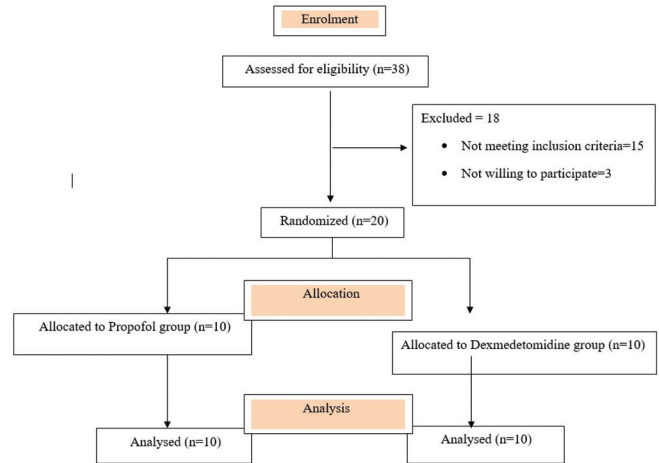 Enrolment
Assessed for eligibility (n=38)
Excluded = 18
• Not meeting inclusion criteria=15
• Not willing to participate=3
Randomized (n=20)
Allocation
Allocated to Propofol group (n=10)
Allocated to Dexmedetomidine group (n=10)
Analysis
Analysed (n=10)
Analysed (n=10)